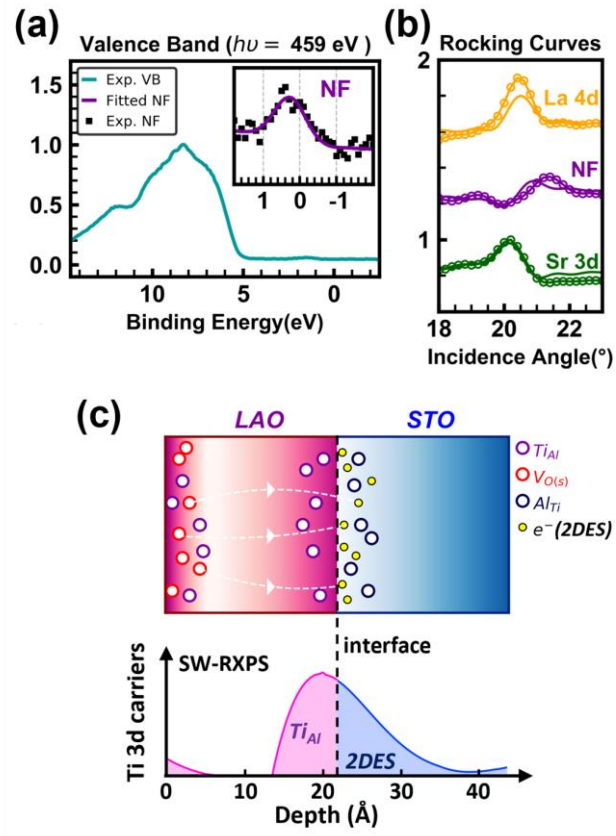 (a)
Valence Band (hυ = 459 eV)
Exp. VB
Fitted NF
Exp. NF
NF
1 0 -1
1.5
1.0
0.5
0.0
10 5 0
Binding Energy(eV)
(b)
Rocking Curves
2
La 4d
NF
1
Sr 3d
18 20 22
Incidence Angle(°)
(c)
LAO STO
Ti_Al
V_O(s)
Al_Ti
e⁻(2DES)
interface
SW-RXPS
Ti 3d carriers
Ti_Al
2DES
0 10 20 30 40
Depth (Å)